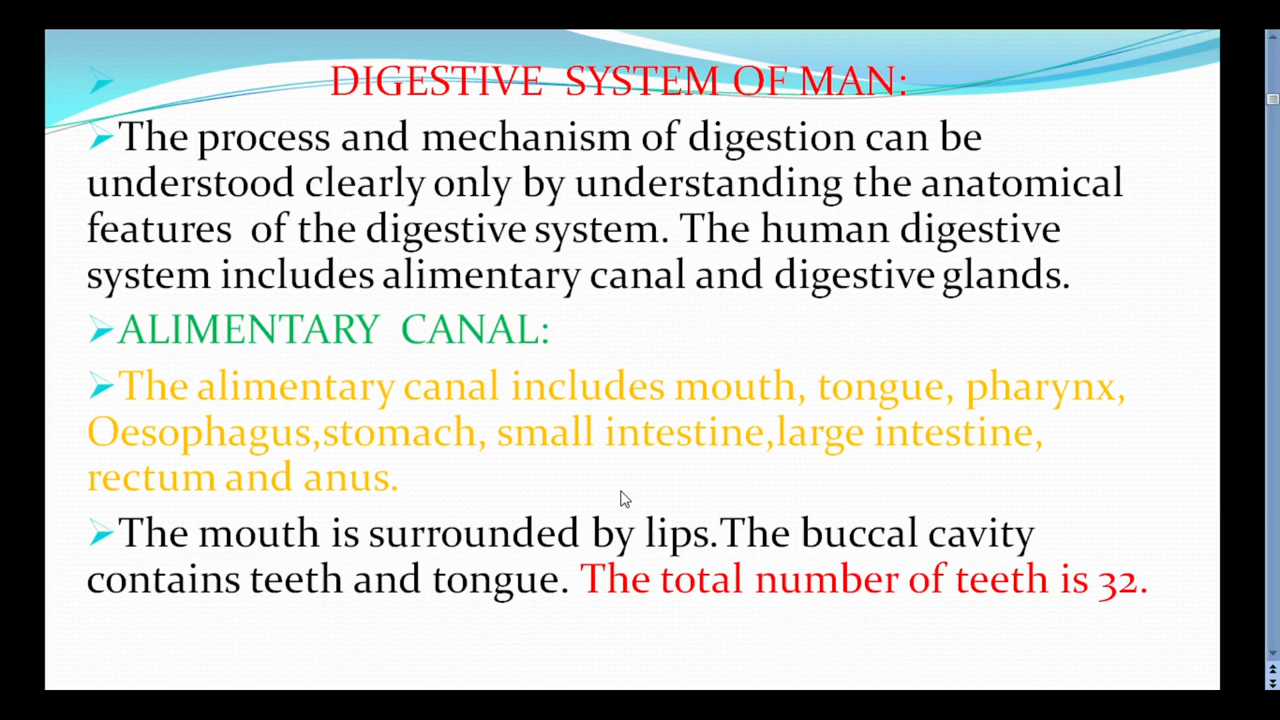 DIGESTIVE SYSTEM OF MAN:
The process and mechanism of digestion can be
understood clearly only by understanding the anatomical
features of the digestive system. The human digestive
system includes alimentary canal and digestive glands.
ALIMENTARY CANAL:
The alimentary canal includes mouth, tongue, pharynx,
Oesophagus,stomach, small intestine,large intestine,
rectum and anus.
The mouth is surrounded by lips.The buccal cavity
contains teeth and tongue. The total number of teeth is 32.